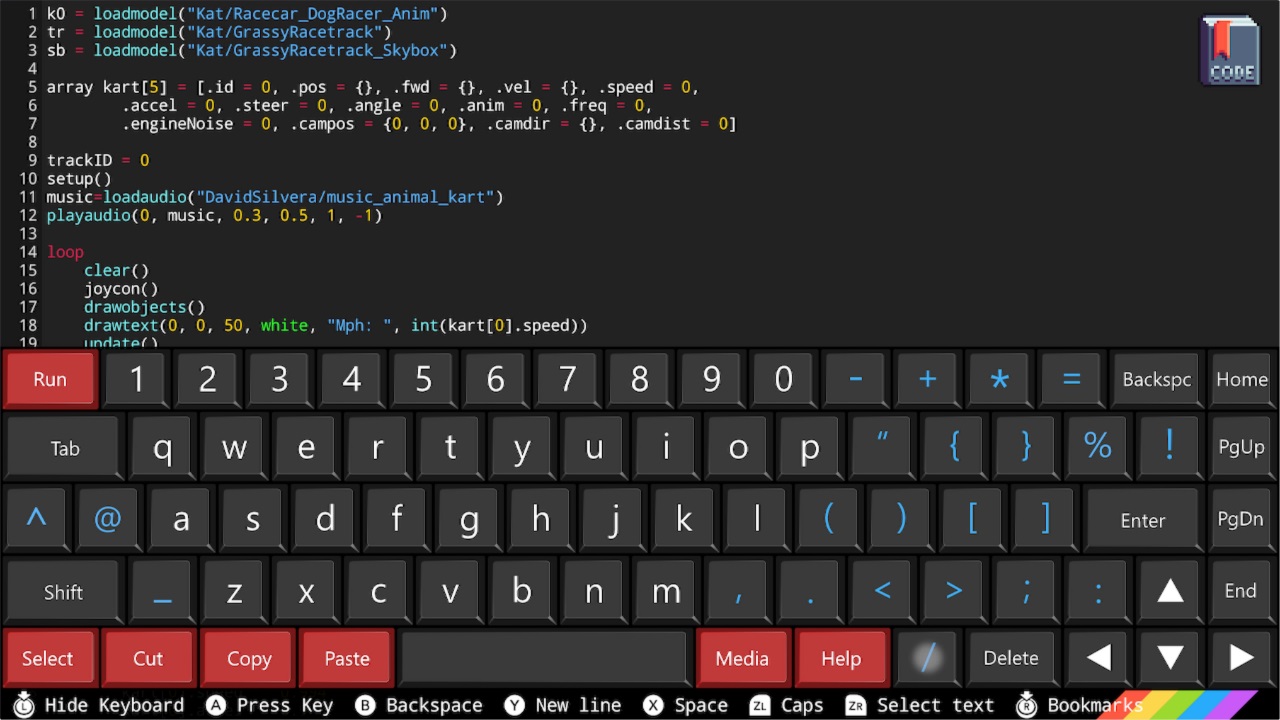 1 k0 = loadmodel("Kat/Racecar_DogRacer_Anim")
2 tr = loadmodel("Kat/GrassyRacetrack")
3 sb = loadmodel("Kat/GrassyRacetrack_Skybox")
4
5 array kart[5] = [.id = 0, .pos = {}, .fwd = {}, .vel = {}, .speed = 0,
6 .accel = 0, .steer = 0, .angle = 0, .anim = 0, .freq = 0,
7 .engineNoise = 0, .campos = {0, 0, 0}, .camdir = {}, .camdist = 0]
8
9 trackID = 0
10 setup()
11 music=loadaudio("DavidSilvera/music_animal_kart")
12 playaudio(0, music, 0.3, 0.5, 1, -1)
13
14 loop
15 clear()
16 joycon()
17 drawobjects()
18 drawtext(0, 0, 50, white, "Mph: ", int(kart[0].speed))
19 update()
CODE
Run 1 2 3 4 5 6 7 8 9 0 - + * = Backspc Home
Tab q w e r t y u i o p " { } % ! PgUp
^ @ a s d f g h j k l ( ) [ ] Enter PgDn
Shift _ z x c v b n m , . < > ; : ▲ End
Select Cut Copy Paste Media Help / Delete ◀ ▼ ▶
L Hide Keyboard A Press Key B Backspace Y New line X Space ZL Caps ZR Select text R Bookmarks